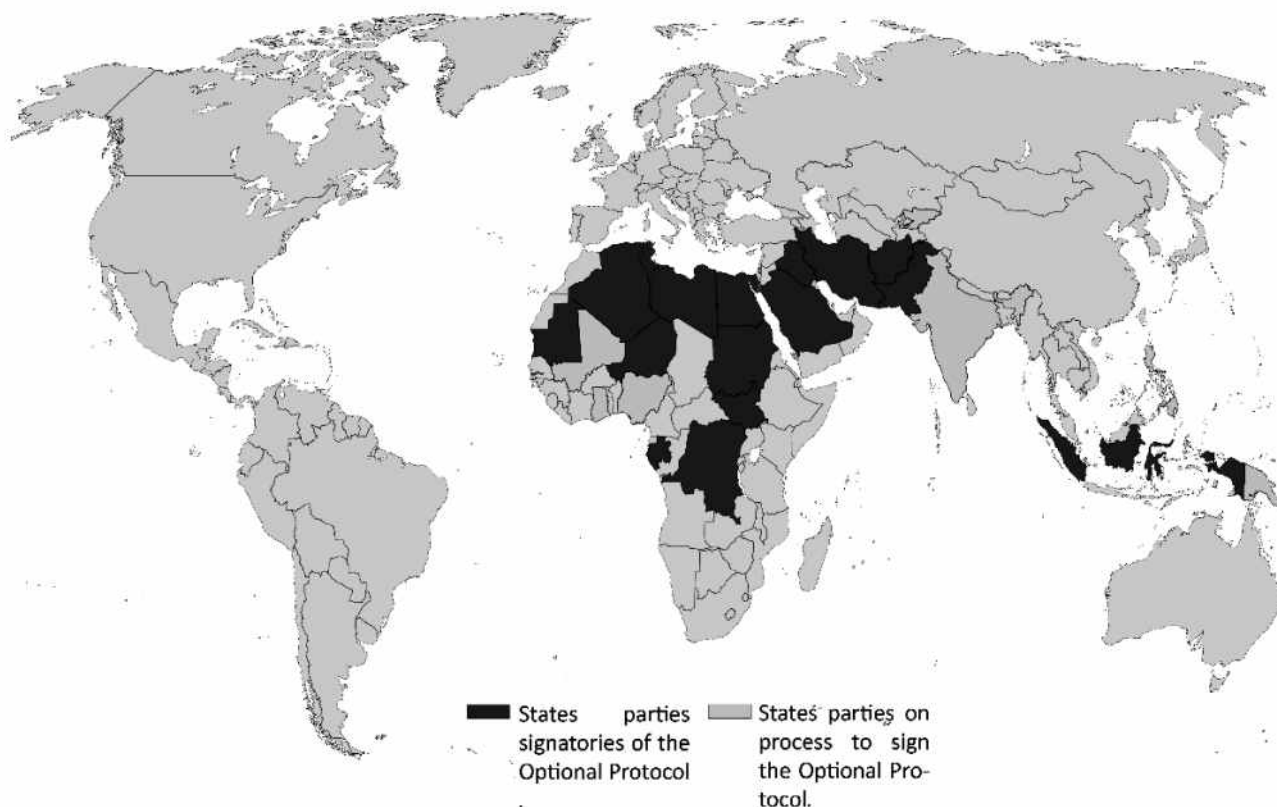 States parties
signatories of the
Optional Protocol
.
States parties on
process to sign
the Optional Pro-
tocol.